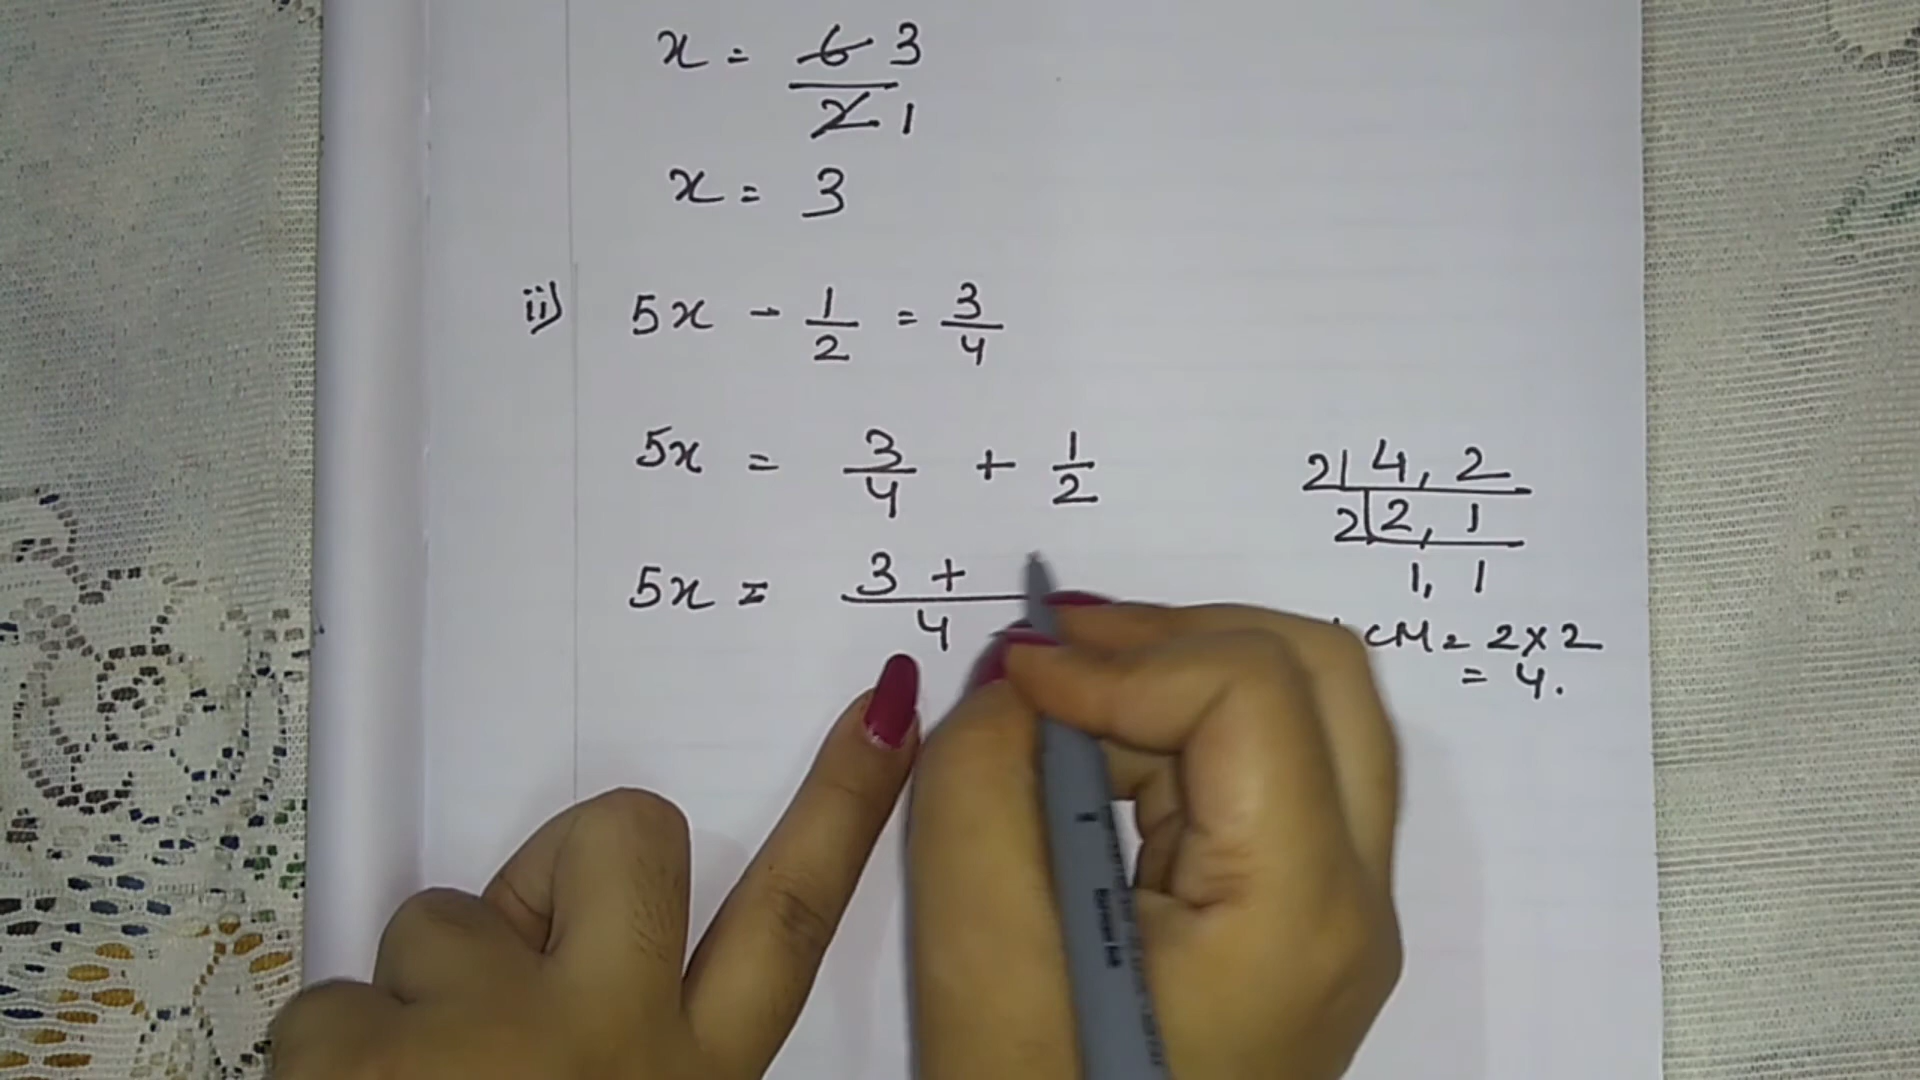 x = 6 3
2 1
x = 3
ii) 5x - 1/2 = 3/4
5x = 3/4 + 1/2
5x = 3 + / 4
2 | 4, 2
2 | 2, 1
1, 1
CM = 2 x 2
= 4.